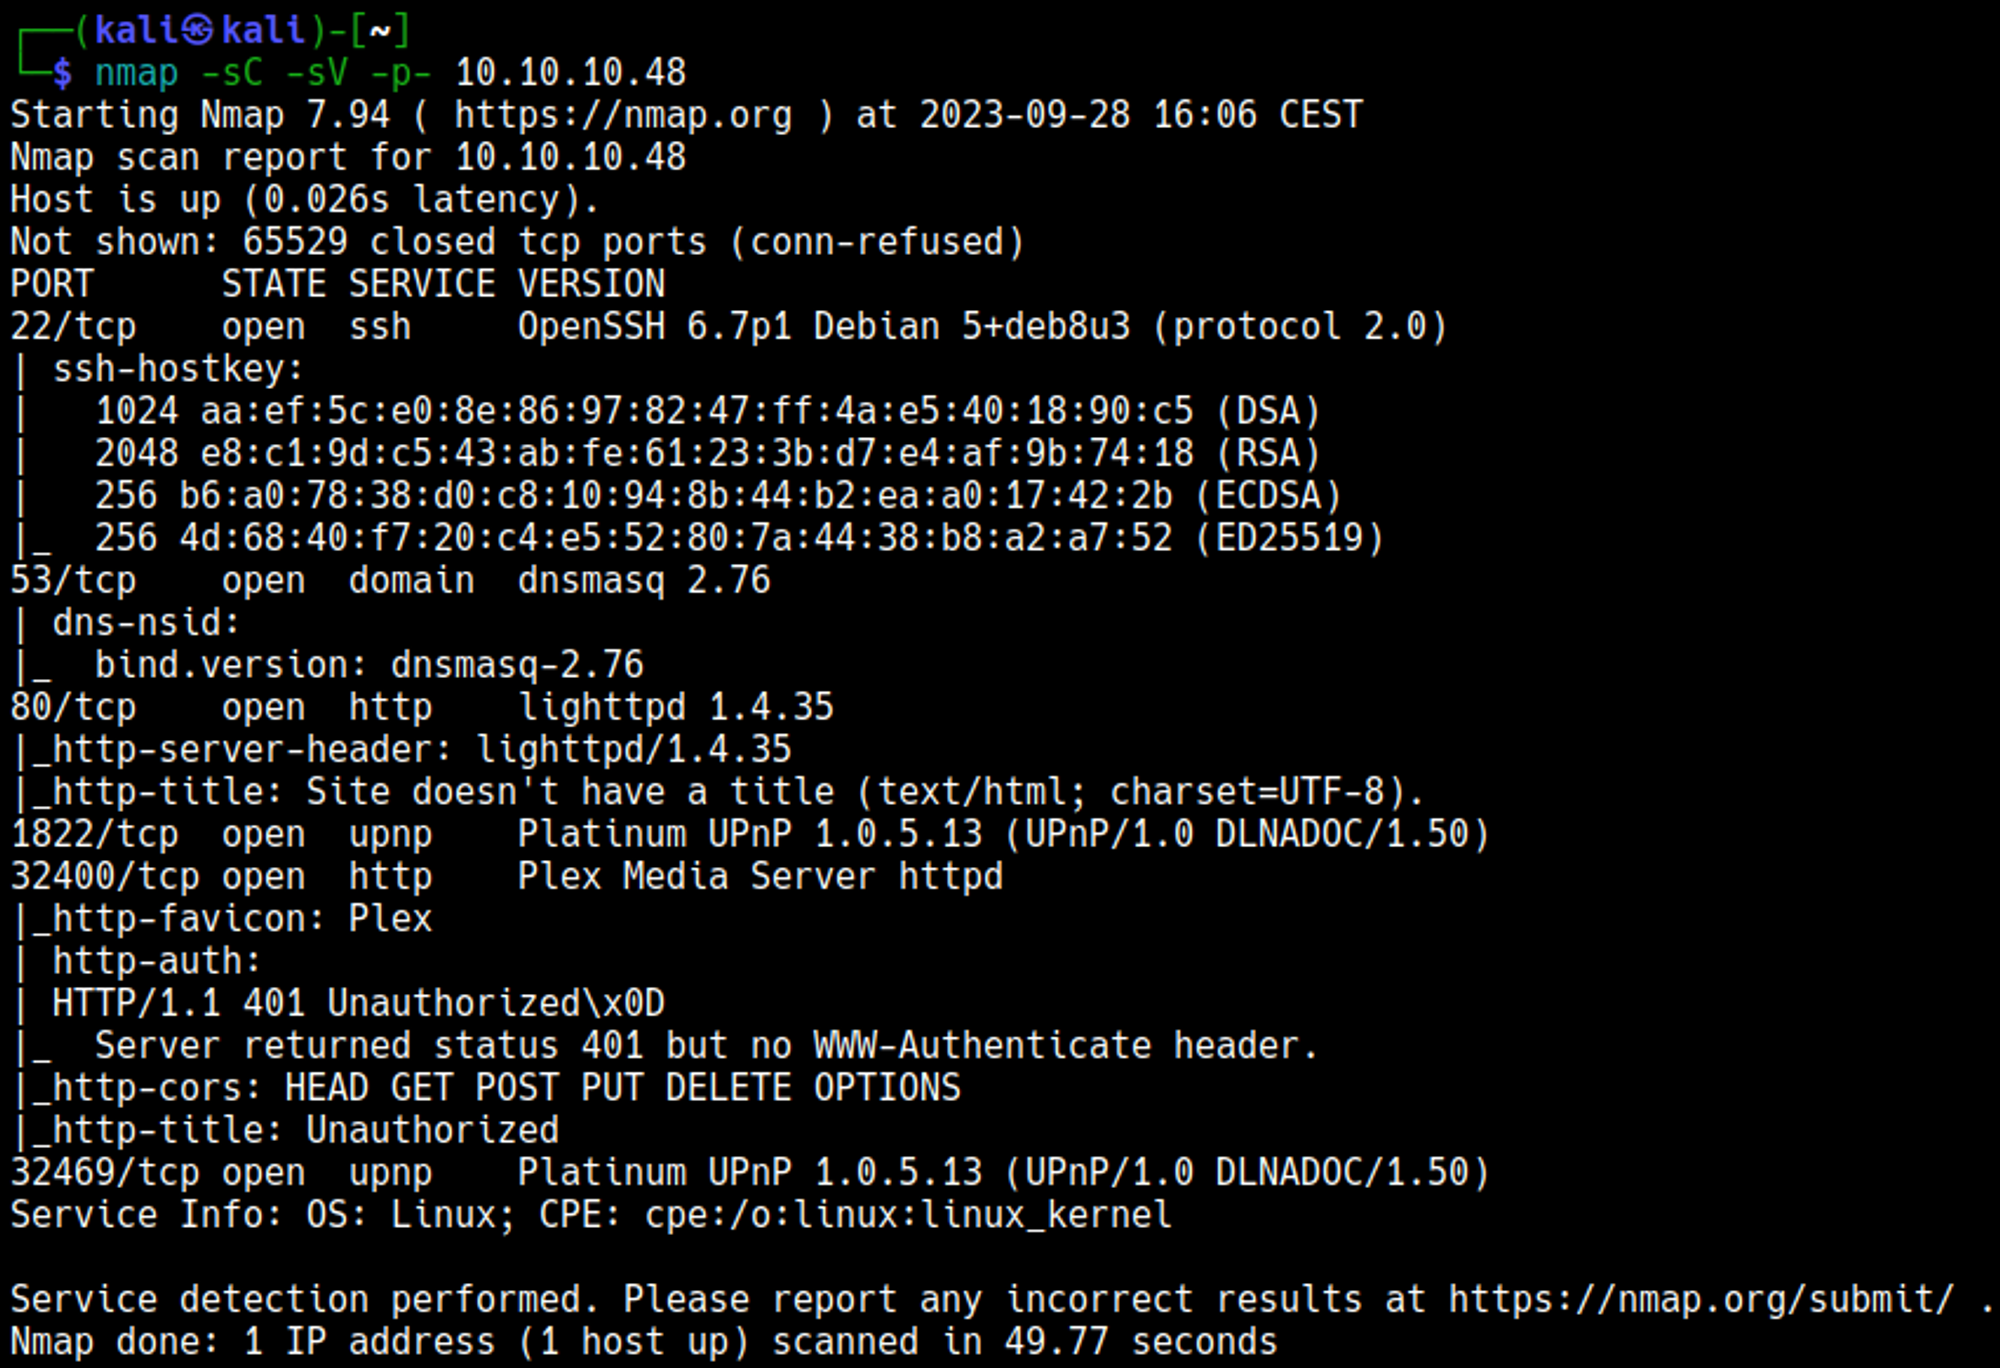 ┌──(kali㉿kali)-[~]
└─$ nmap -sC -sV -p- 10.10.10.48
Starting Nmap 7.94 ( https://nmap.org ) at 2023-09-28 16:06 CEST
Nmap scan report for 10.10.10.48
Host is up (0.026s latency).
Not shown: 65529 closed tcp ports (conn-refused)
PORT      STATE SERVICE VERSION
22/tcp    open  ssh     OpenSSH 6.7p1 Debian 5+deb8u3 (protocol 2.0)
| ssh-hostkey:
|   1024 aa:ef:5c:e0:8e:86:97:82:47:ff:4a:e5:40:18:90:c5 (DSA)
|   2048 e8:c1:9d:c5:43:ab:fe:61:23:3b:d7:e4:af:9b:74:18 (RSA)
|   256 b6:a0:78:38:d0:c8:10:94:8b:44:b2:ea:a0:17:42:2b (ECDSA)
|_  256 4d:68:40:f7:20:c4:e5:52:80:7a:44:38:b8:a2:a7:52 (ED25519)
53/tcp    open  domain  dnsmasq 2.76
| dns-nsid:
|_  bind.version: dnsmasq-2.76
80/tcp    open  http    lighttpd 1.4.35
|_http-server-header: lighttpd/1.4.35
|_http-title: Site doesn't have a title (text/html; charset=UTF-8).
1822/tcp  open  upnp    Platinum UPnP 1.0.5.13 (UPnP/1.0 DLNADOC/1.50)
32400/tcp open  http    Plex Media Server httpd
|_http-favicon: Plex
| http-auth:
| HTTP/1.1 401 Unauthorized\x0D
|_  Server returned status 401 but no WWW-Authenticate header.
|_http-cors: HEAD GET POST PUT DELETE OPTIONS
|_http-title: Unauthorized
32469/tcp open  upnp    Platinum UPnP 1.0.5.13 (UPnP/1.0 DLNADOC/1.50)
Service Info: OS: Linux; CPE: cpe:/o:linux:linux_kernel
Service detection performed. Please report any incorrect results at https://nmap.org/submit/ .
Nmap done: 1 IP address (1 host up) scanned in 49.77 seconds